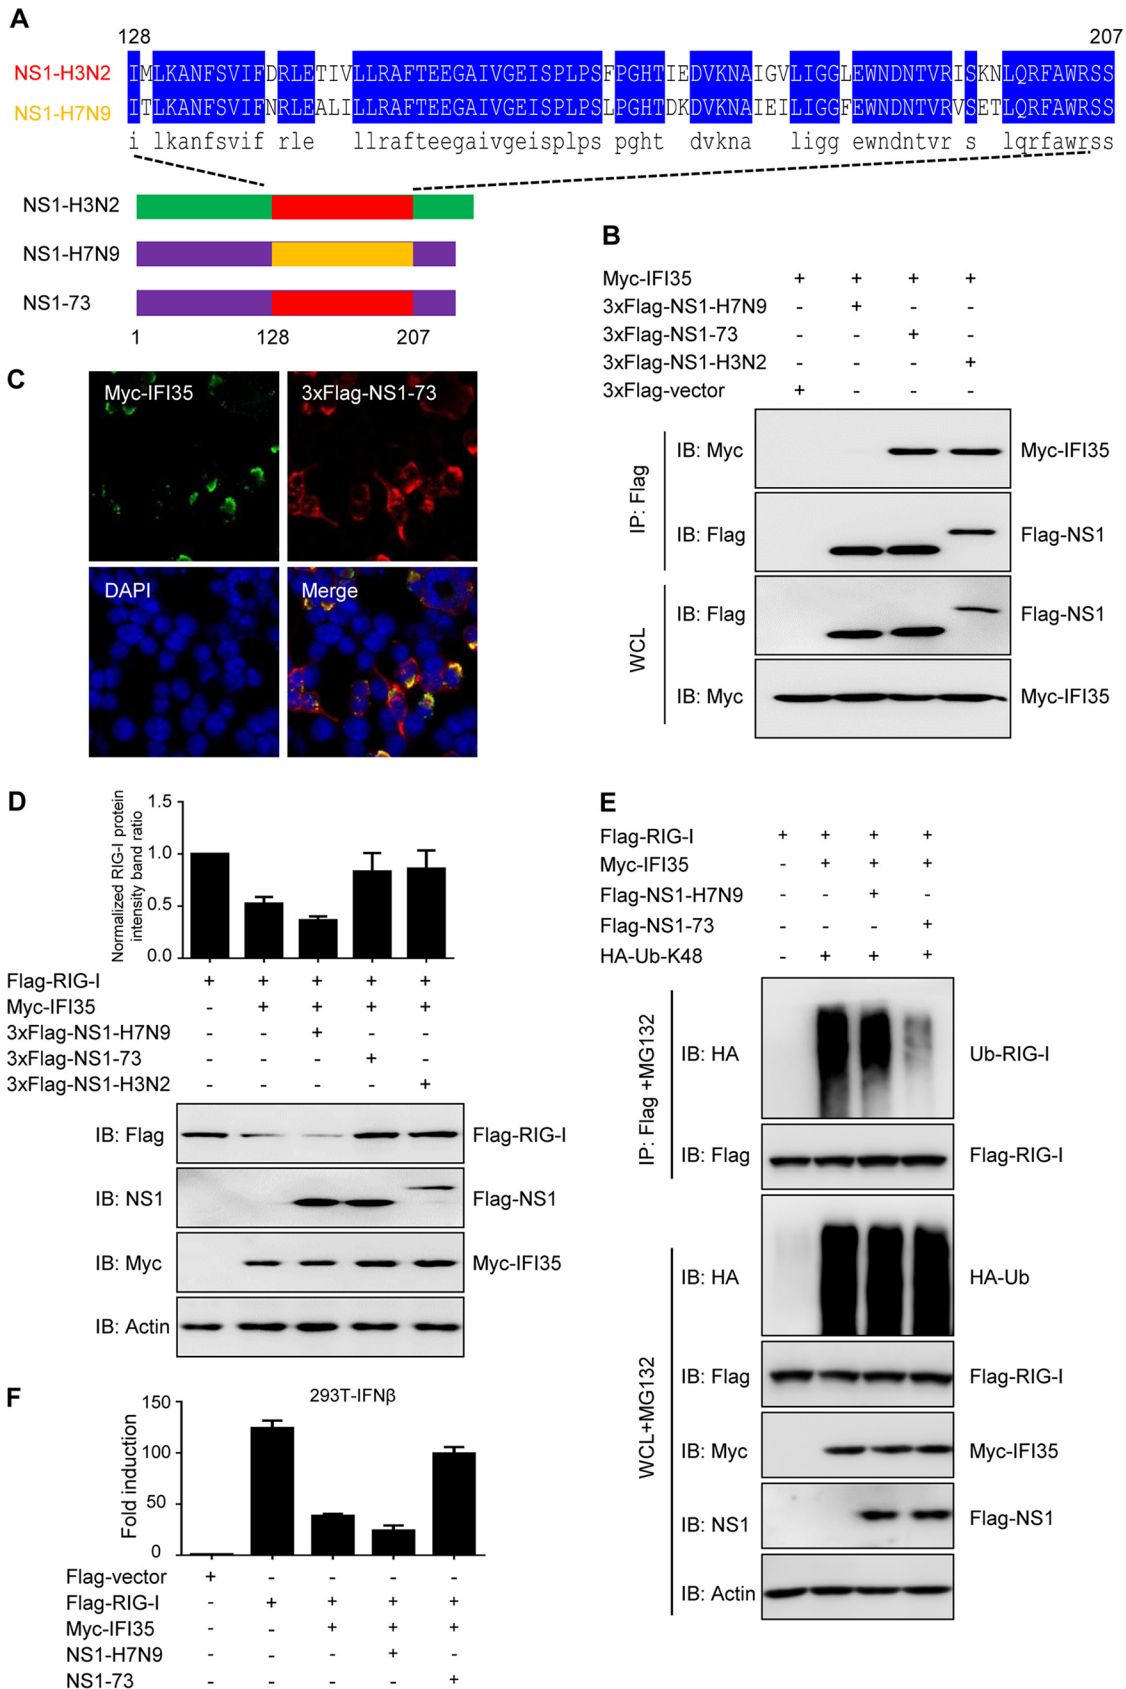 A
128 207
NS1-H3N2 IMLKANFSVIFDRLETIVLLRAFTEEGAIVGEISPLPSFPGHTIEDVKNAIGVLIGGLEWNDNTVRISKNLQRFAWRSS
NS1-H7N9 ITLKANFSVIFNRLEALILLRAFTEEGAIVGEISPLPSLPGHTDKDVKNAIEILIGGFEWNDNTVRVSETLQRFAWRSS
i lkanfsvif rle llraafteegaivgeisplps pght dvkna ligg ewndntvr s lqrfawrss
NS1-H3N2
NS1-H7N9
NS1-73
1 128 207
B
Myc-IFI35 + + + +
3xFlag-NS1-H7N9 - + - -
3xFlag-NS1-73 - - + -
3xFlag-NS1-H3N2 - - - +
3xFlag-vector + - - -
IP: Flag
IB: Myc Myc-IFI35
IB: Flag Flag-NS1
WCL
IB: Flag Flag-NS1
IB: Myc Myc-IFI35
C
Myc-IFI35 3xFlag-NS1-73
DAPI Merge
D
Normalized RIG-I protein
intensity band ratio
1.5
1.0
0.5
0.0
Flag-RIG-I + + + + +
Myc-IFI35 - + + + +
3xFlag-NS1-H7N9 - - + - -
3xFlag-NS1-73 - - - + -
3xFlag-NS1-H3N2 - - - - +
IB: Flag Flag-RIG-I
IB: NS1 Flag-NS1
IB: Myc Myc-IFI35
IB: Actin
E
Flag-RIG-I + + + +
Myc-IFI35 - + + +
Flag-NS1-H7N9 - - + -
Flag-NS1-73 - - - +
HA-Ub-K48 - + + +
IP: Flag +MG132
IB: HA Ub-RIG-I
IB: Flag Flag-RIG-I
WCL+MG132
IB: HA HA-Ub
IB: Flag Flag-RIG-I
IB: Myc Myc-IFI35
IB: NS1 Flag-NS1
IB: Actin
F
293T-IFNβ
Fold induction
150
100
50
0
Flag-vector + - - - -
Flag-RIG-I - + + + +
Myc-IFI35 - - + + +
NS1-H7N9 - - - + -
NS1-73 - - - - +